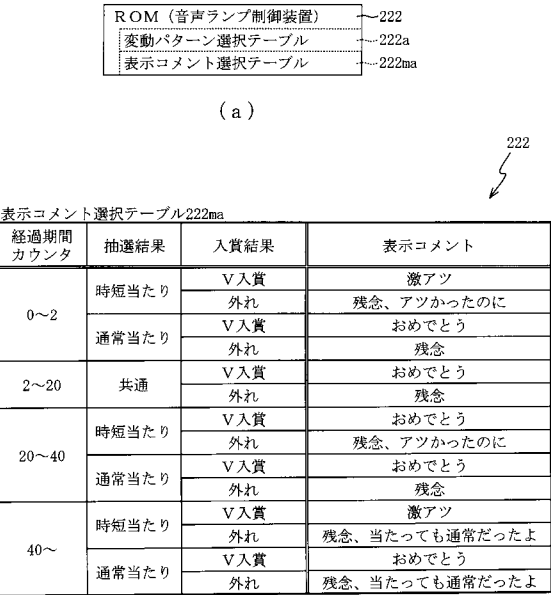 ROM（音声ランプ制御装置） 222
変動パターン選択テーブル 222a
表示コメント選択テーブル 222ma
(a)
222
表示コメント選択テーブル222ma
経過期間カウンタ 抽選結果 入賞結果 表示コメント
0～2 時短当たり V入賞 激アツ
外れ 残念、アツかったのに
通常当たり V入賞 おめでとう
外れ 残念
2～20 共通 V入賞 おめでとう
外れ 残念
20～40 時短当たり V入賞 おめでとう
外れ 残念、アツかったのに
通常当たり V入賞 おめでとう
外れ 残念
40～ 時短当たり V入賞 激アツ
外れ 残念、当たっても通常だったよ
通常当たり V入賞 おめでとう
外れ 残念、当たっても通常だったよ